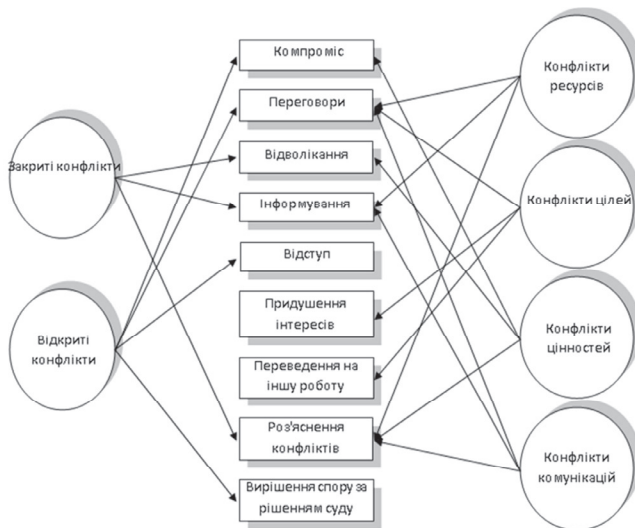 Закриті конфлікти
Відкриті
конфлікти
Компроміс
Переговори
Відволікання
Інформування
Відступ
Придушення
інтересів
Переведення на
іншу роботу
Роз'яснення
конфліктів
Вирішення спору за
рішенням суду
Конфлікти
ресурсів
Конфлікти цілей
Конфлікти
цінностей
Конфлікти
комунікацій